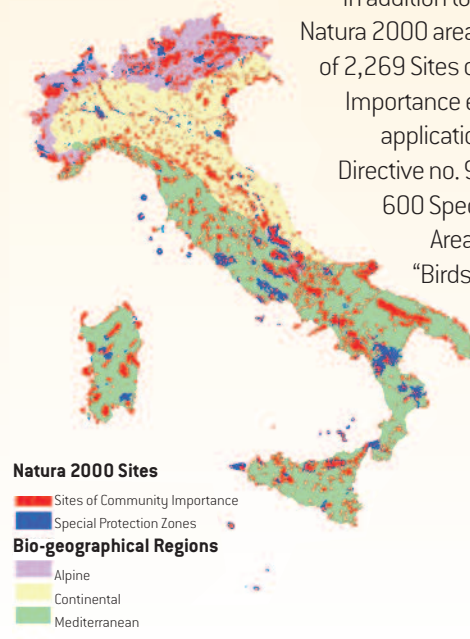 In addition to
Natura 2000 area
of 2,269 Sites o
Importance e
applicatio
Directive no. 9
600 Spec
Area
“Birds
Natura 2000 Sites
Sites of Community Importance
Special Protection Zones
Bio-geographical Regions
Alpine
Continental
Mediterranean